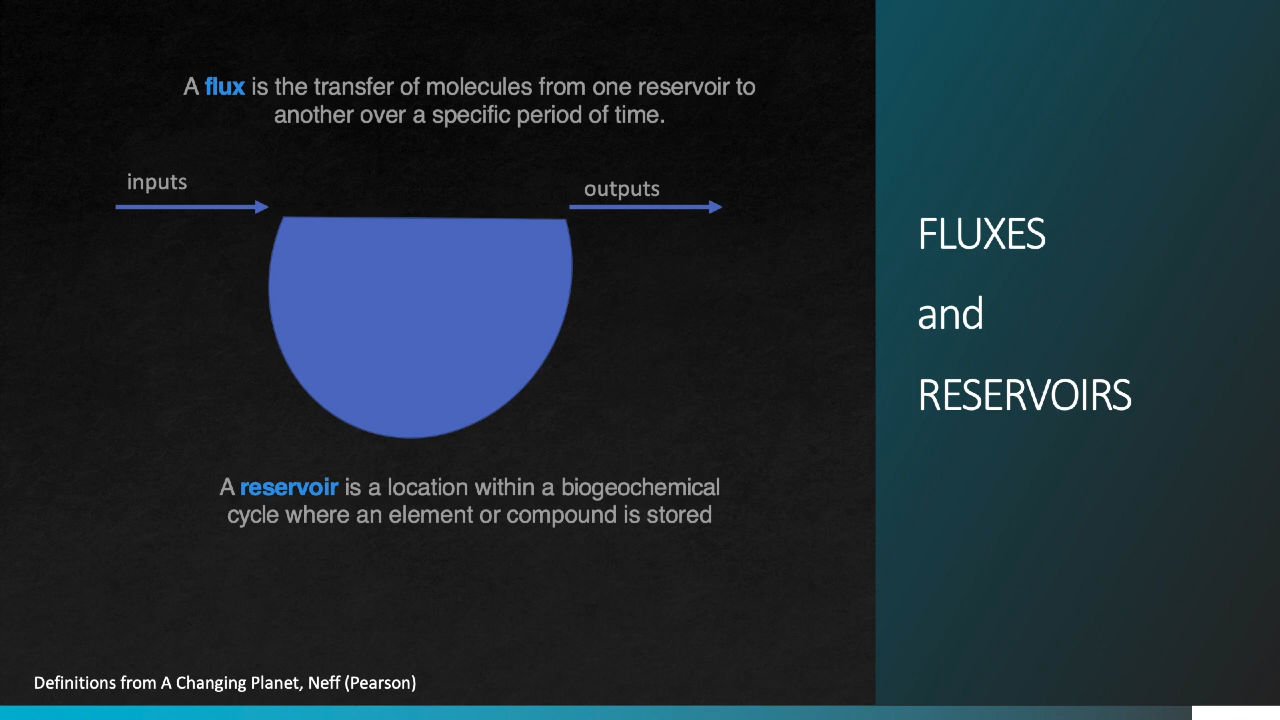 A flux is the transfer of molecules from one reservoir to
another over a specific period of time.
inputs
outputs
A reservoir is a location within a biogeochemical
cycle where an element or compound is stored
Definitions from A Changing Planet, Neff (Pearson)
FLUXES
and
RESERVOIRS